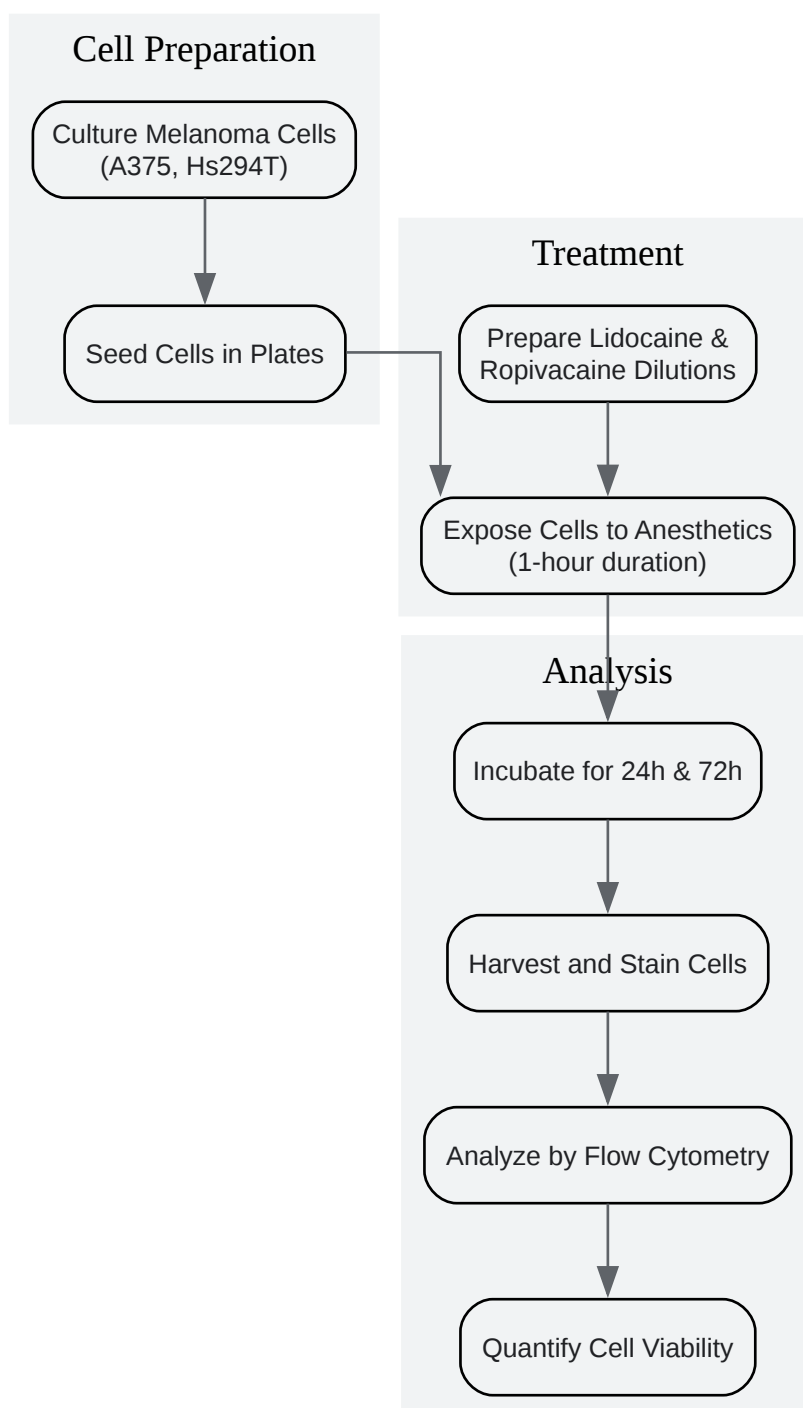 Cell Preparation
Culture Melanoma Cells
(A375, Hs294T)
Seed Cells in Plates
Treatment
Prepare Lidocaine &
Ropivacaine Dilutions
Expose Cells to Anesthetics
(1-hour duration)
Analysis
Incubate for 24h & 72h
Harvest and Stain Cells
Analyze by Flow Cytometry
Quantify Cell Viability